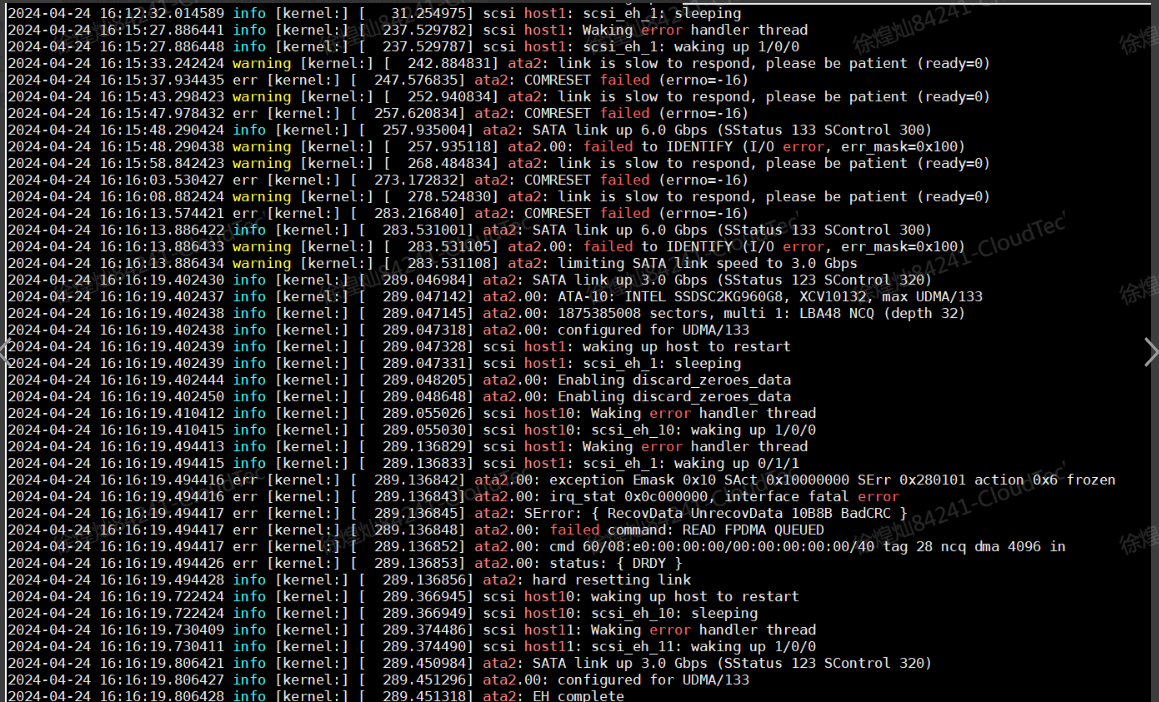 2024-04-24 16:12:32.014589 info [kernel:] [   31.254975] scsi host1: scsi_eh_1: sleeping
2024-04-24 16:15:27.886441 info [kernel:] [  237.529782] scsi host1: Waking error handler thread
2024-04-24 16:15:27.886448 info [kernel:] [  237.529787] scsi host1: scsi_eh_1: waking up 1/0/0
2024-04-24 16:15:33.242424 warning [kernel:] [  242.884831] ata2: link is slow to respond, please be patient (ready=0)
2024-04-24 16:15:37.934435 err [kernel:] [  247.576835] ata2: COMRESET failed (errno=-16)
2024-04-24 16:15:43.298423 warning [kernel:] [  252.940834] ata2: link is slow to respond, please be patient (ready=0)
2024-04-24 16:15:47.978432 err [kernel:] [  257.620834] ata2: COMRESET failed (errno=-16)
2024-04-24 16:15:48.290424 info [kernel:] [  257.935004] ata2: SATA link up 6.0 Gbps (SStatus 133 SControl 300)
2024-04-24 16:15:48.290438 warning [kernel:] [  257.935118] ata2.00: failed to IDENTIFY (I/O error, err_mask=0x100)
2024-04-24 16:15:58.842423 warning [kernel:] [  268.484834] ata2: link is slow to respond, please be patient (ready=0)
2024-04-24 16:16:03.530427 err [kernel:] [  273.172832] ata2: COMRESET failed (errno=-16)
2024-04-24 16:16:08.882424 warning [kernel:] [  278.524830] ata2: link is slow to respond, please be patient (ready=0)
2024-04-24 16:16:13.574421 err [kernel:] [  283.216840] ata2: COMRESET failed (errno=-16)
2024-04-24 16:16:13.886422 info [kernel:] [  283.531001] ata2: SATA link up 6.0 Gbps (SStatus 133 SControl 300)
2024-04-24 16:16:13.886433 warning [kernel:] [  283.531105] ata2.00: failed to IDENTIFY (I/O error, err_mask=0x100)
2024-04-24 16:16:13.886434 warning [kernel:] [  283.531108] ata2: limiting SATA link speed to 3.0 Gbps
2024-04-24 16:16:19.402430 info [kernel:] [  289.046984] ata2: SATA link up 3.0 Gbps (SStatus 123 SControl 320)
2024-04-24 16:16:19.402437 info [kernel:] [  289.047142] ata2.00: ATA-10: INTEL SSDSC2KG960G8, XCV10132, max UDMA/133
2024-04-24 16:16:19.402438 info [kernel:] [  289.047145] ata2.00: 1875385008 sectors, multi 1: LBA48 NCQ (depth 32)
2024-04-24 16:16:19.402438 info [kernel:] [  289.047318] ata2.00: configured for UDMA/133
2024-04-24 16:16:19.402439 info [kernel:] [  289.047328] scsi host1: waking up host to restart
2024-04-24 16:16:19.402439 info [kernel:] [  289.047331] scsi host1: scsi_eh_1: sleeping
2024-04-24 16:16:19.402444 info [kernel:] [  289.048205] ata2.00: Enabling discard_zeroes_data
2024-04-24 16:16:19.402450 info [kernel:] [  289.048648] ata2.00: Enabling discard_zeroes_data
2024-04-24 16:16:19.410412 info [kernel:] [  289.055026] scsi host10: Waking error handler thread
2024-04-24 16:16:19.410415 info [kernel:] [  289.055030] scsi host10: scsi_eh_10: waking up 1/0/0
2024-04-24 16:16:19.494413 info [kernel:] [  289.136829] scsi host1: Waking error handler thread
2024-04-24 16:16:19.494415 info [kernel:] [  289.136833] scsi host1: scsi_eh_1: waking up 0/1/1
2024-04-24 16:16:19.494416 err [kernel:] [  289.136842] ata2.00: exception Emask 0x10 SAct 0x10000000 SErr 0x280101 action 0x6 frozen
2024-04-24 16:16:19.494416 err [kernel:] [  289.136843] ata2.00: irq_stat 0x0c000000, interface fatal error
2024-04-24 16:16:19.494417 err [kernel:] [  289.136845] ata2: SError: { RecovData UnrecovData 10B8B BadCRC }
2024-04-24 16:16:19.494417 err [kernel:] [  289.136848] ata2.00: failed command: READ FPDMA QUEUED
2024-04-24 16:16:19.494417 err [kernel:] [  289.136852] ata2.00: cmd 60/08:e0:00:00:00/00:00:00:00:00/40 tag 28 ncq dma 4096 in
2024-04-24 16:16:19.494426 err [kernel:] [  289.136853] ata2.00: status: { DRDY }
2024-04-24 16:16:19.494428 info [kernel:] [  289.136856] ata2: hard resetting link
2024-04-24 16:16:19.722424 info [kernel:] [  289.366945] scsi host10: waking up host to restart
2024-04-24 16:16:19.722424 info [kernel:] [  289.366949] scsi host10: scsi_eh_10: sleeping
2024-04-24 16:16:19.730409 info [kernel:] [  289.374486] scsi host11: Waking error handler thread
2024-04-24 16:16:19.730411 info [kernel:] [  289.374490] scsi host11: scsi_eh_11: waking up 1/0/0
2024-04-24 16:16:19.806421 info [kernel:] [  289.450984] ata2: SATA link up 3.0 Gbps (SStatus 123 SControl 320)
2024-04-24 16:16:19.806427 info [kernel:] [  289.451296] ata2.00: configured for UDMA/133
2024-04-24 16:16:19.806428 info [kernel:] [  289.451318] ata2: EH complete
徐煌灿84241-CloudTec